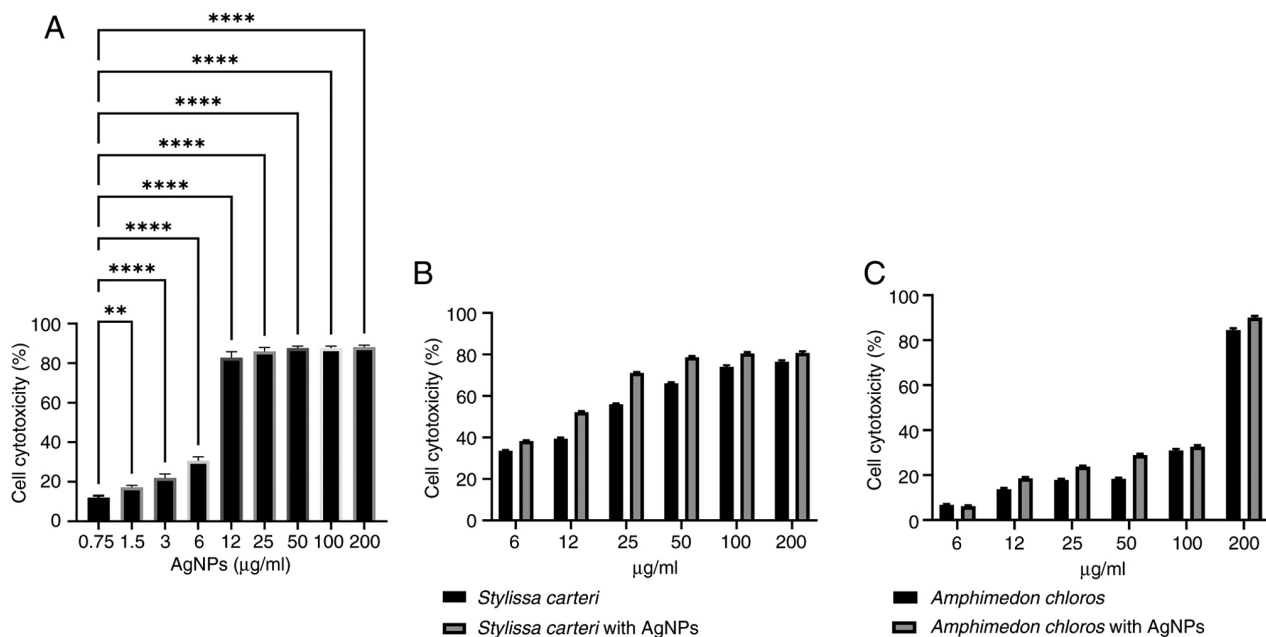 A
****
****
****
****
****
****
****
**
Cell cytotoxicity (%)
100
80
60
40
20
0
0.75 1.5 3 6 12 25 50 100 200
AgNPs (μg/ml)
B
Cell cytotoxicity (%)
100
80
60
40
20
0
6 12 25 50 100 200
μg/ml
Stylissa carteri
Stylissa carteri with AgNPs
C
Cell cytotoxicity (%)
100
80
60
40
20
0
6 12 25 50 100 200
μg/ml
Amphimedon chloros
Amphimedon chloros with AgNPs